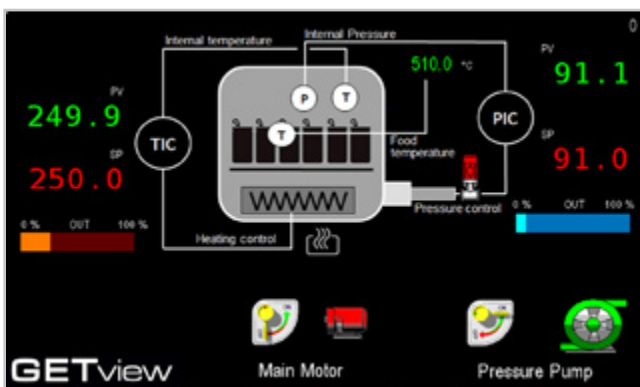 0
Internal temperature
Internal Pressure
PV
249.9
SP
250.0
TIC
P
T
T
510.0 °C
Food
temperature
PIC
PV
91.1
SP
91.0
0 % OUT 100 %
Heating control
Pressure control
0 % OUT 100 %
GETview
Main Motor
Pressure Pump